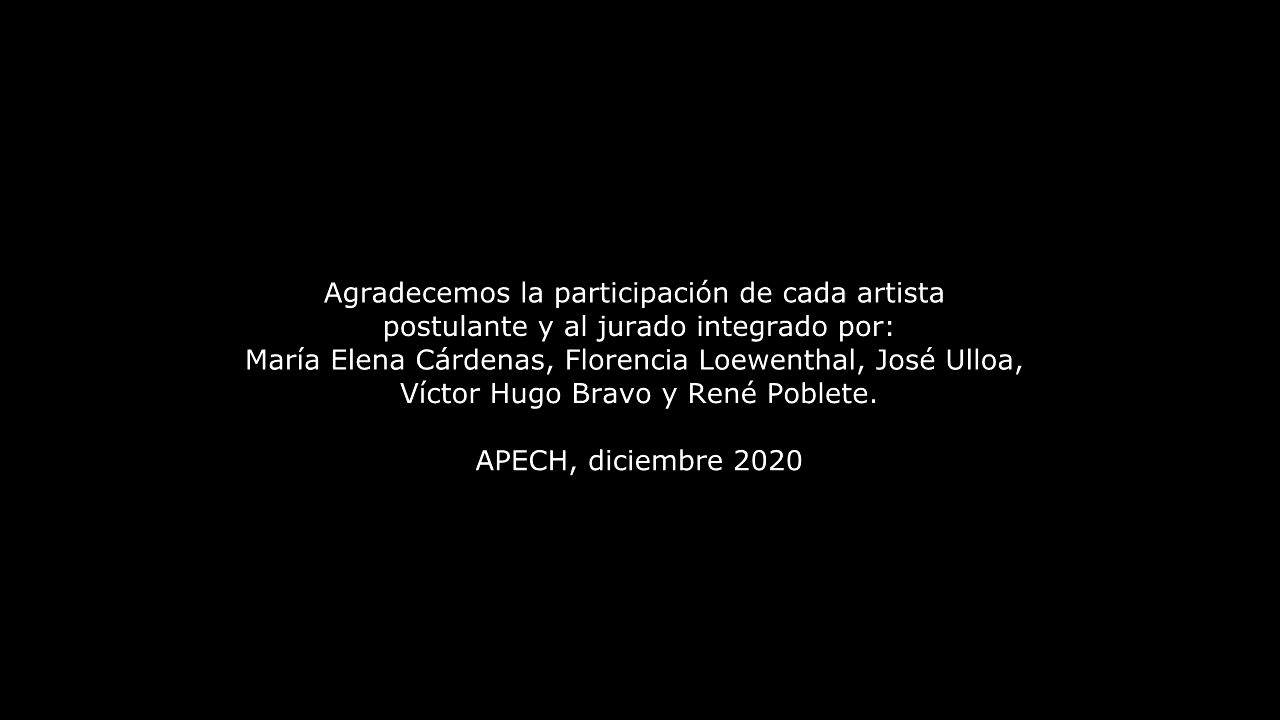 Agradecemos la participación de cada artista
postulante y al jurado integrado por:
María Elena Cárdenas, Florencia Loewenthal, José Ulloa,
Víctor Hugo Bravo y René Poblete.
APECH, diciembre 2020